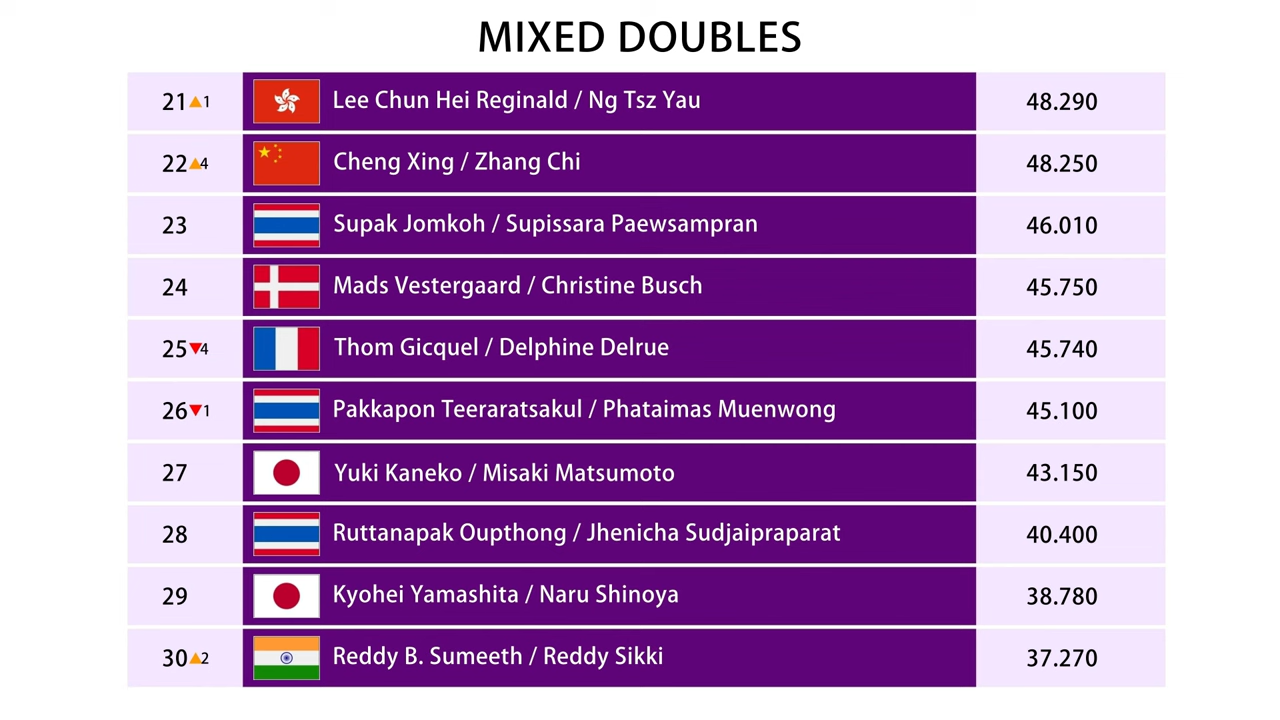 MIXED DOUBLES
21▲1 Lee Chun Hei Reginald / Ng Tsz Yau 48.290
22▲4 Cheng Xing / Zhang Chi 48.250
23 Supak Jomkoh / Supissara Paewsampran 46.010
24 Mads Vestergaard / Christine Busch 45.750
25▼4 Thom Gicquel / Delphine Delrue 45.740
26▼1 Pakkapon Teeraratsakul / Phataimas Muenwong 45.100
27 Yuki Kaneko / Misaki Matsumoto 43.150
28 Ruttanapak Oupthong / Jhenicha Sudjaipraparat 40.400
29 Kyohei Yamashita / Naru Shinoya 38.780
30▲2 Reddy B. Sumeeth / Reddy Sikki 37.270